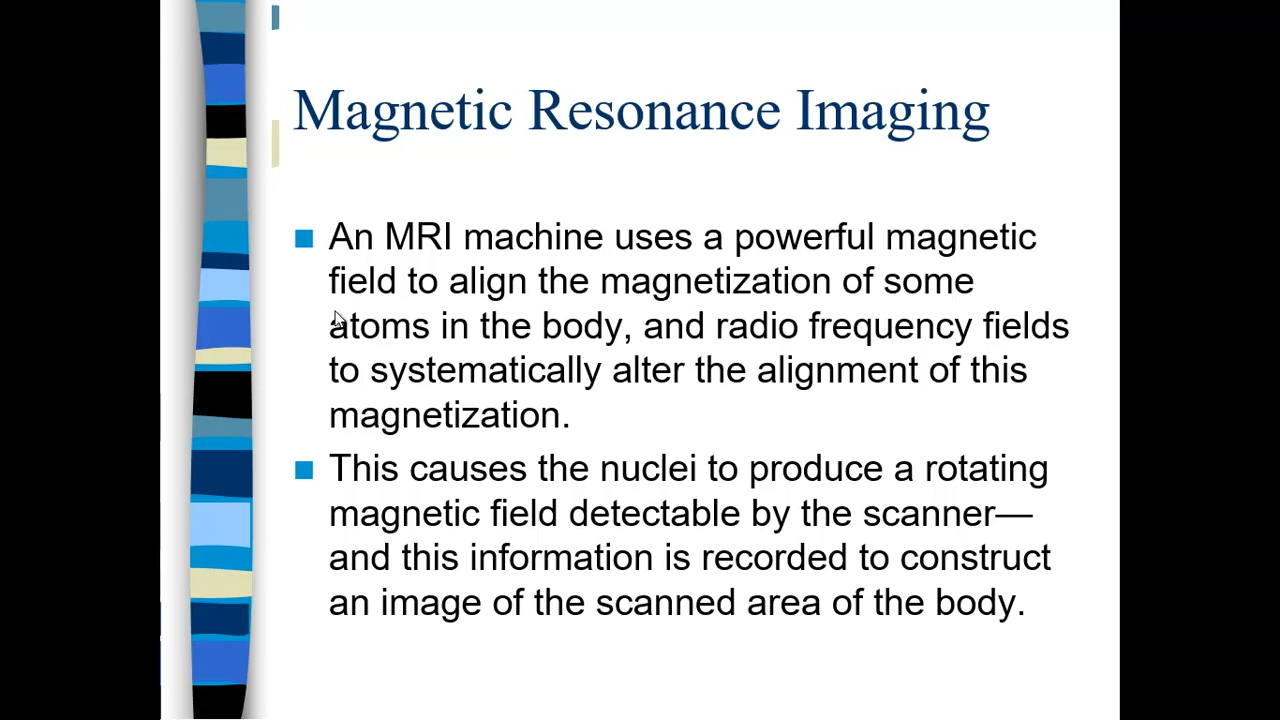 Magnetic Resonance Imaging
An MRI machine uses a powerful magnetic
field to align the magnetization of some
atoms in the body, and radio frequency fields
to systematically alter the alignment of this
magnetization.
This causes the nuclei to produce a rotating
magnetic field detectable by the scanner—
and this information is recorded to construct
an image of the scanned area of the body.